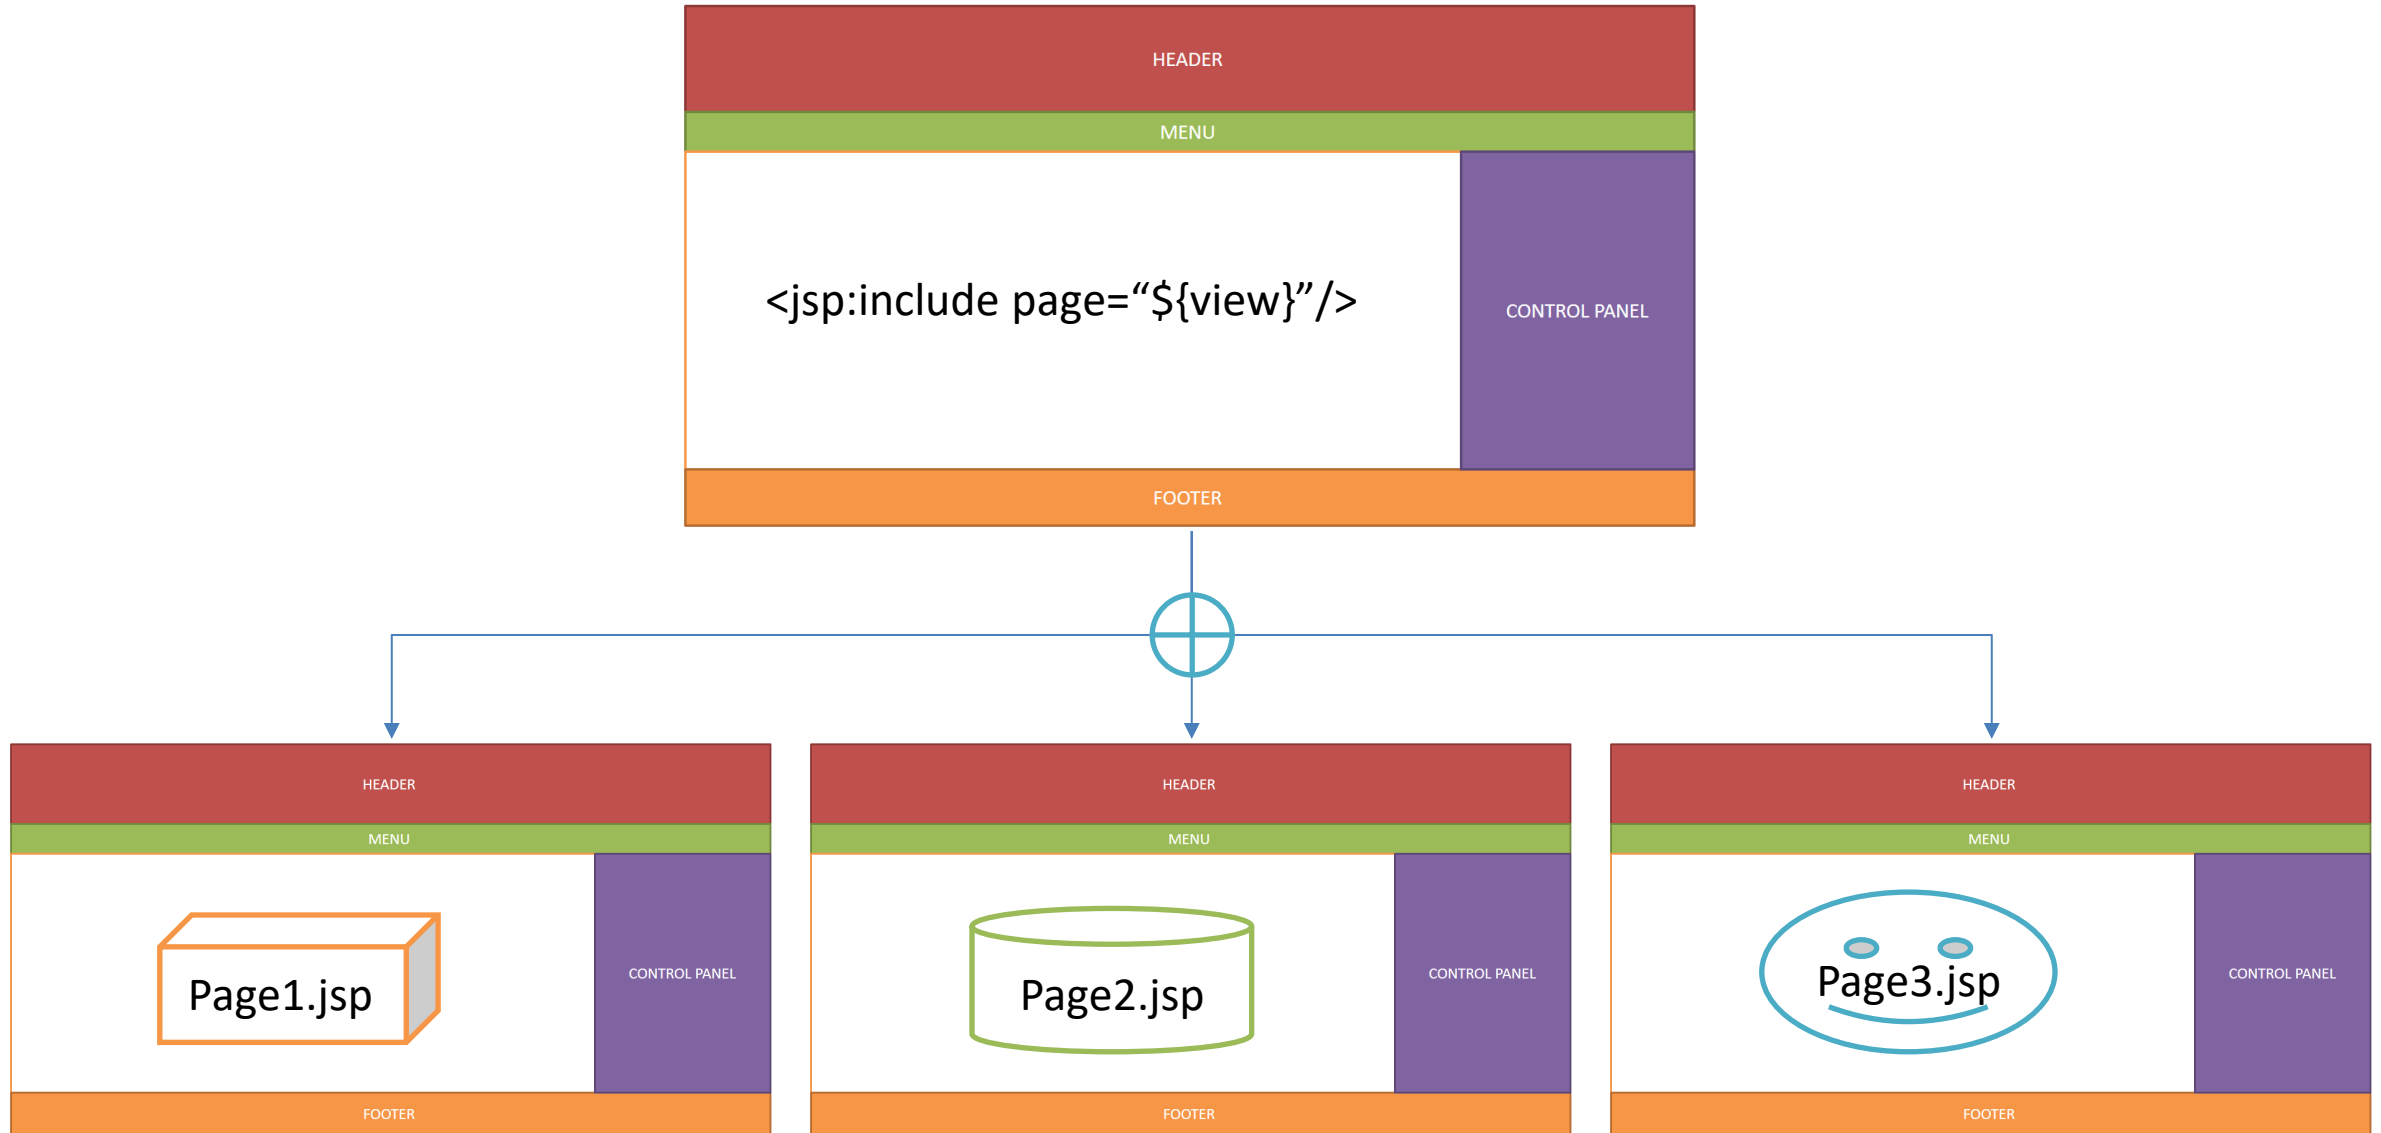 HEADER
MENU
<jsp:include page=“${view}”/>
CONTROL PANEL
FOOTER
HEADER
MENU
Page1.jsp
CONTROL PANEL
FOOTER
HEADER
MENU
Page2.jsp
CONTROL PANEL
FOOTER
HEADER
MENU
Page3.jsp
CONTROL PANEL
FOOTER